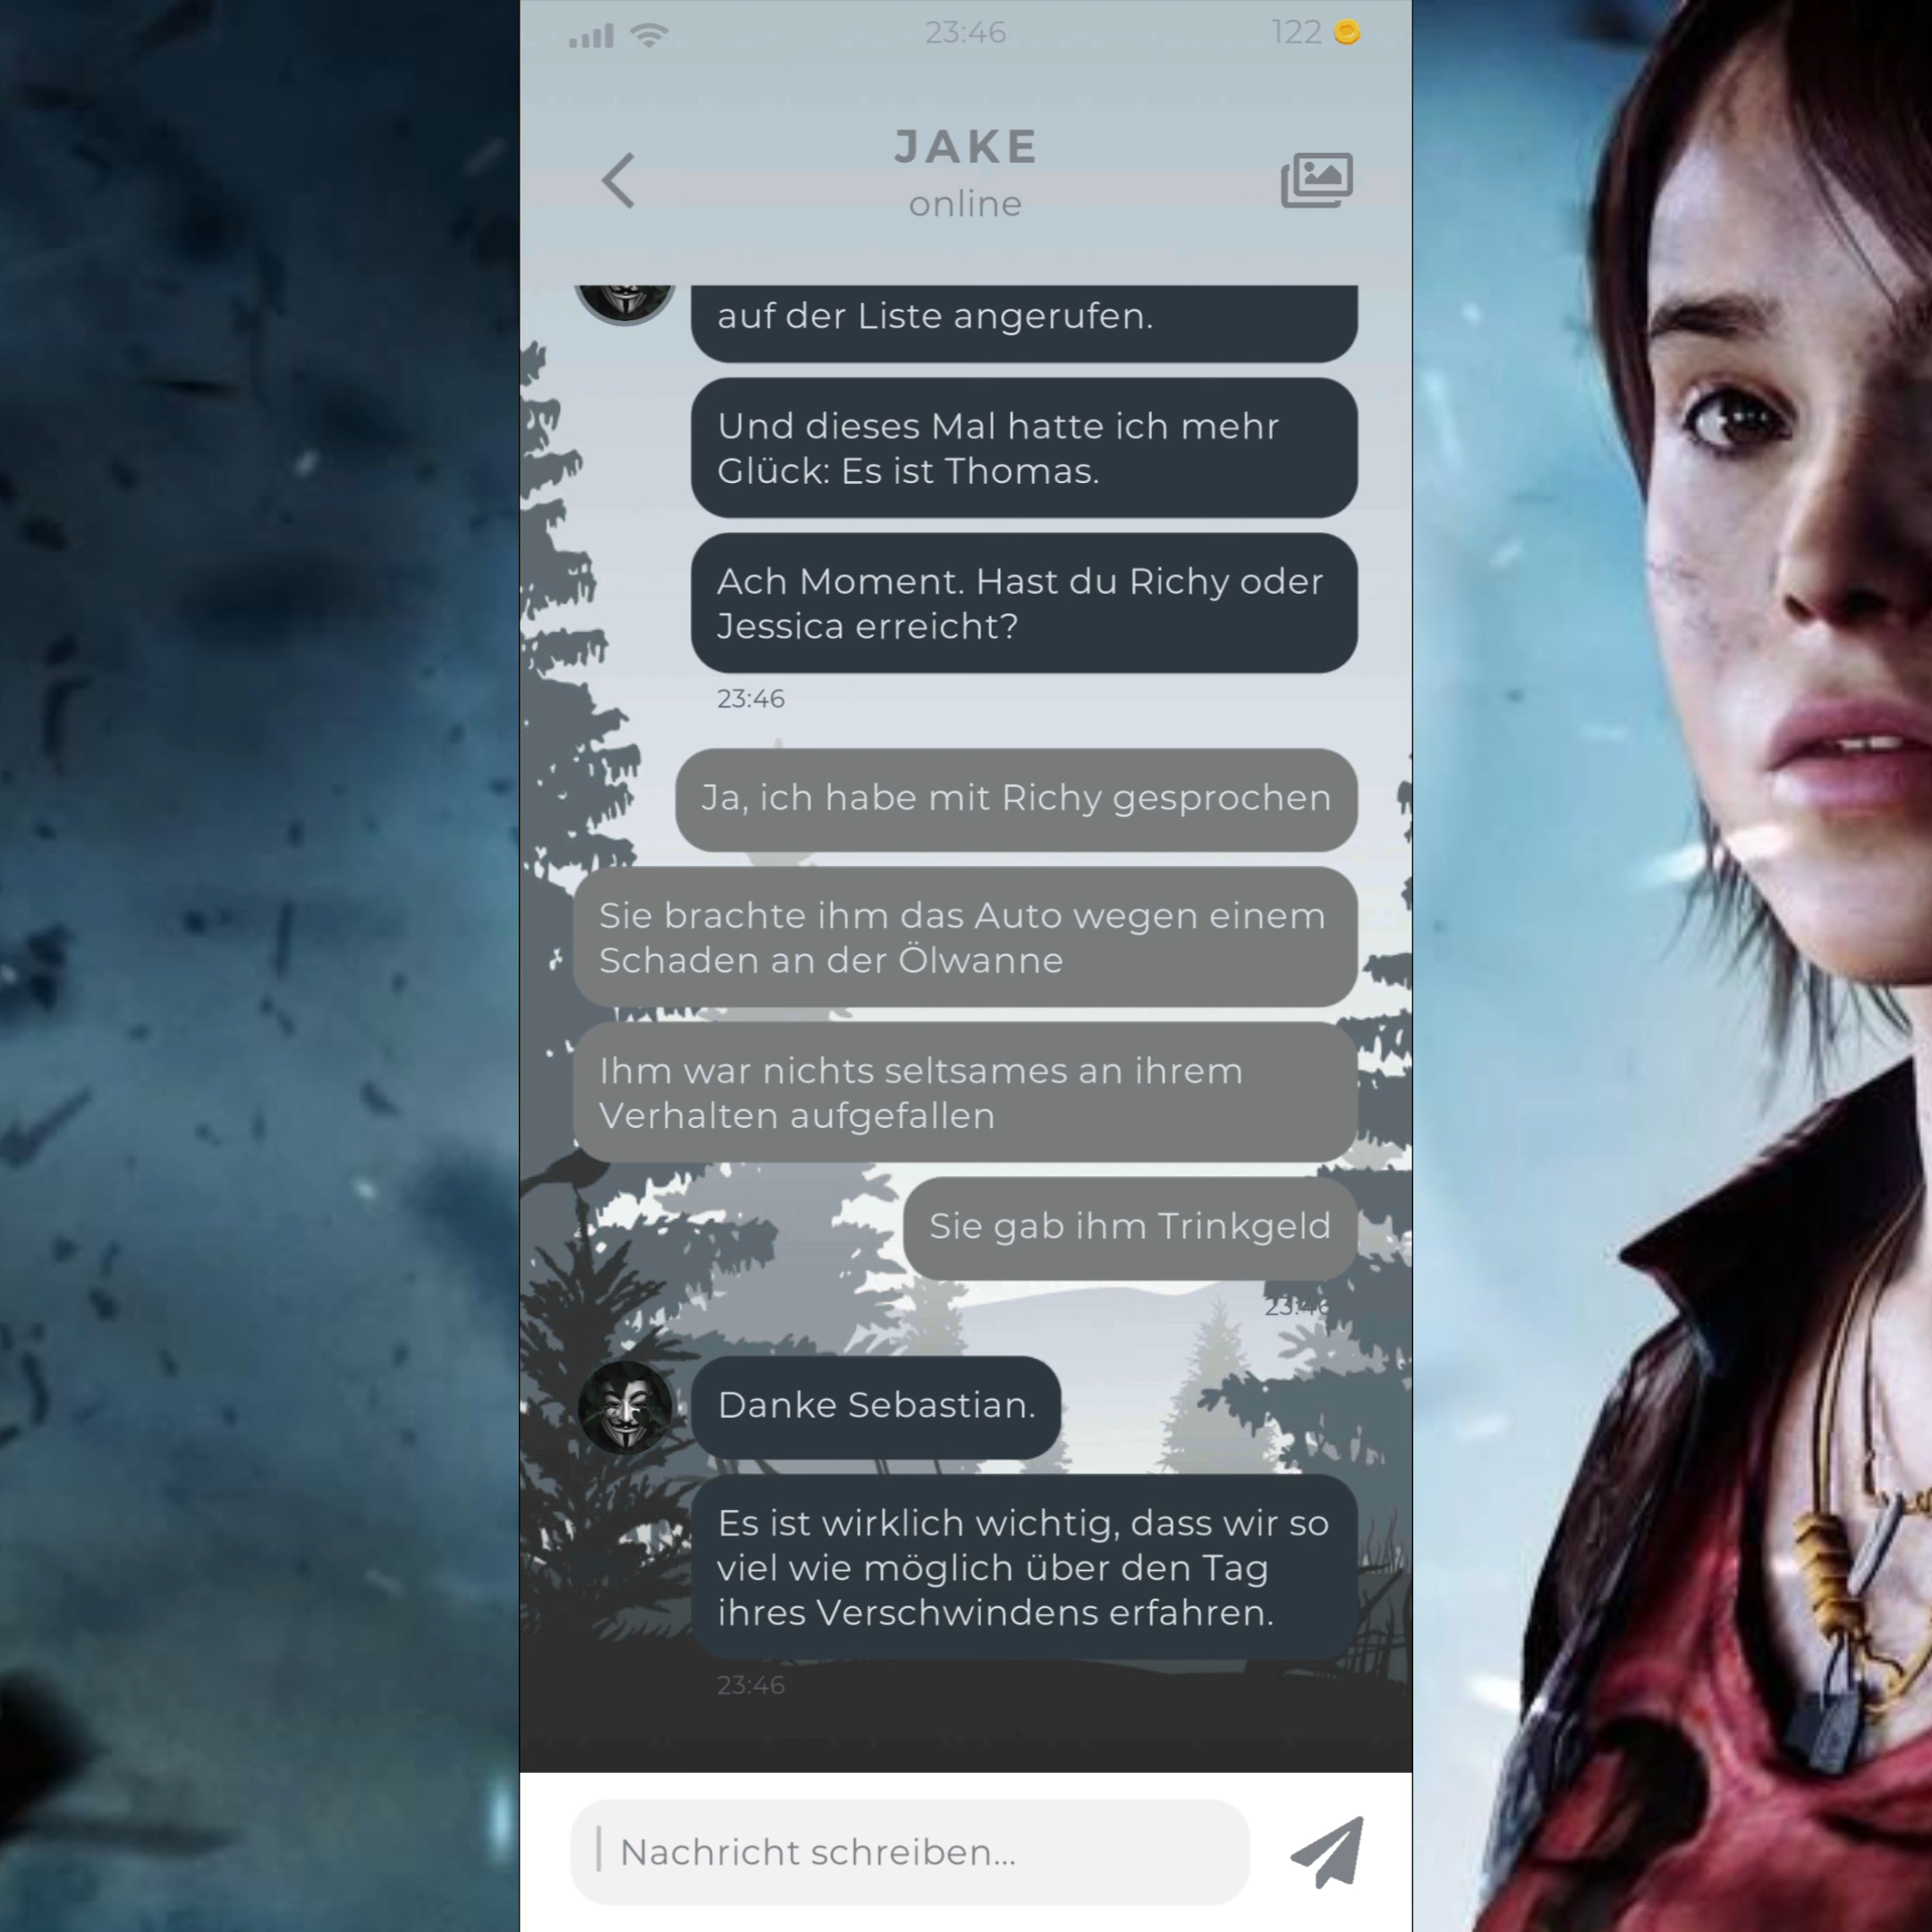 23:46
122
JAKE
online
auf der Liste angerufen.
Und dieses Mal hatte ich mehr
Glück: Es ist Thomas.
Ach Moment. Hast du Richy oder
Jessica erreicht?
23:46
Ja, ich habe mit Richy gesprochen
Sie brachte ihm das Auto wegen einem
Schaden an der Ölwanne
Ihm war nichts seltsames an ihrem
Verhalten aufgefallen
Sie gab ihm Trinkgeld
23:46
Danke Sebastian.
Es ist wirklich wichtig, dass wir so
viel wie möglich über den Tag
ihres Verschwindens erfahren.
23:46
Nachricht schreiben...